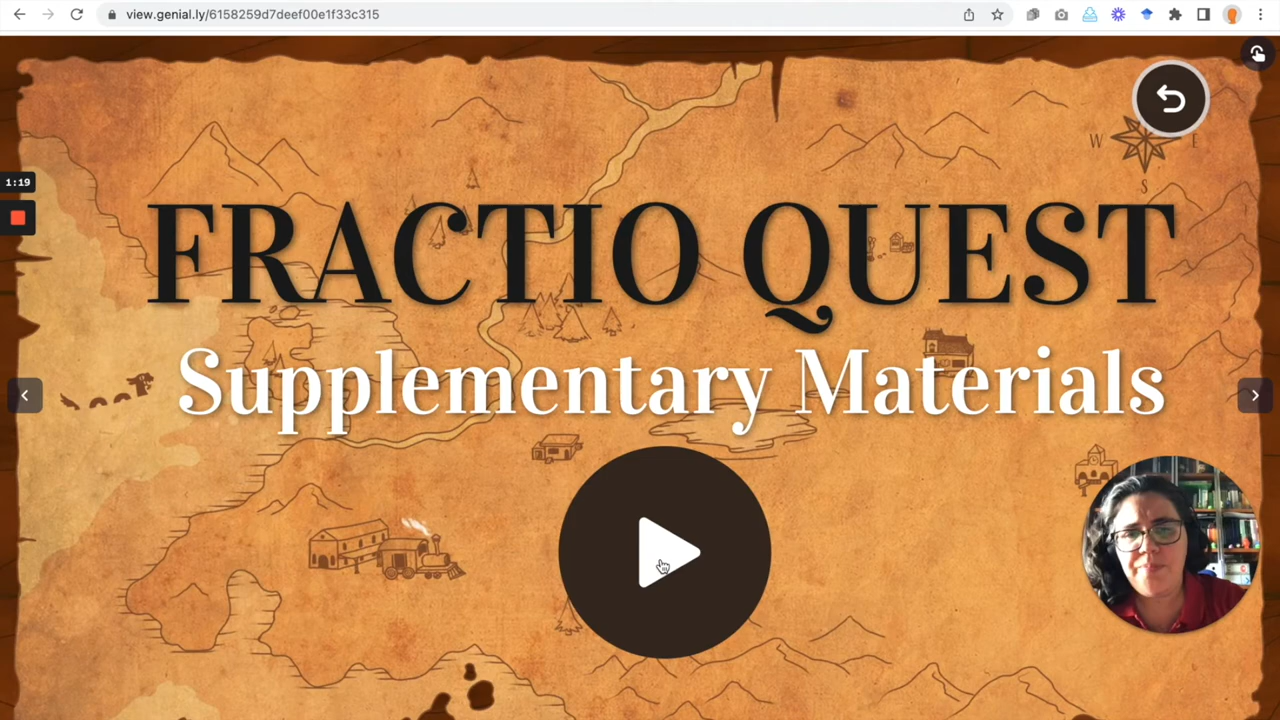 view.genial.ly/6158259d7deef00e1f33c315
1:19
W E
S
FRACTIO QUEST
Supplementary Materials